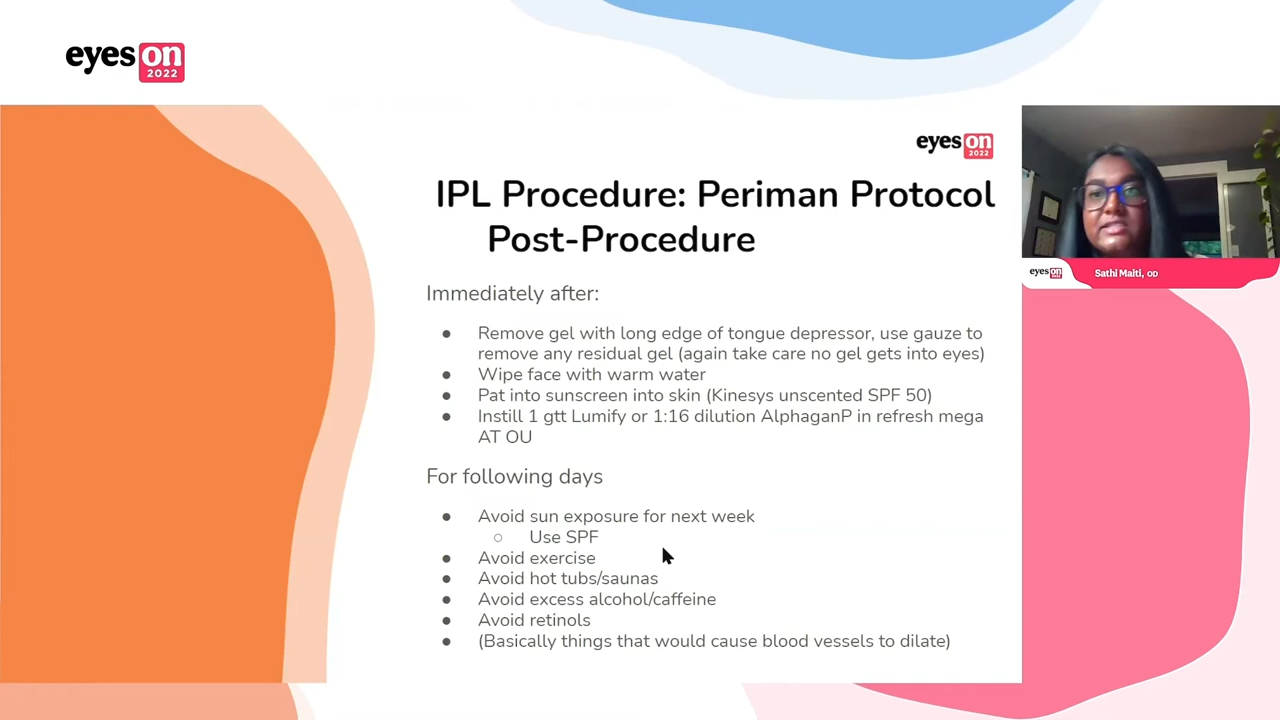 eyes on
2022
eyes on
2022
IPL Procedure: Periman Protocol
Post-Procedure
Immediately after:
● Remove gel with long edge of tongue depressor, use gauze to
remove any residual gel (again take care no gel gets into eyes)
● Wipe face with warm water
● Pat into sunscreen into skin (Kinesys unscented SPF 50)
● Instill 1 gtt Lumify or 1:16 dilution AlphaganP in refresh mega
AT OU
For following days
● Avoid sun exposure for next week
○ Use SPF
● Avoid exercise
● Avoid hot tubs/saunas
● Avoid excess alcohol/caffeine
● Avoid retinols
● (Basically things that would cause blood vessels to dilate)
eyes on
Sathi Maiti, OD